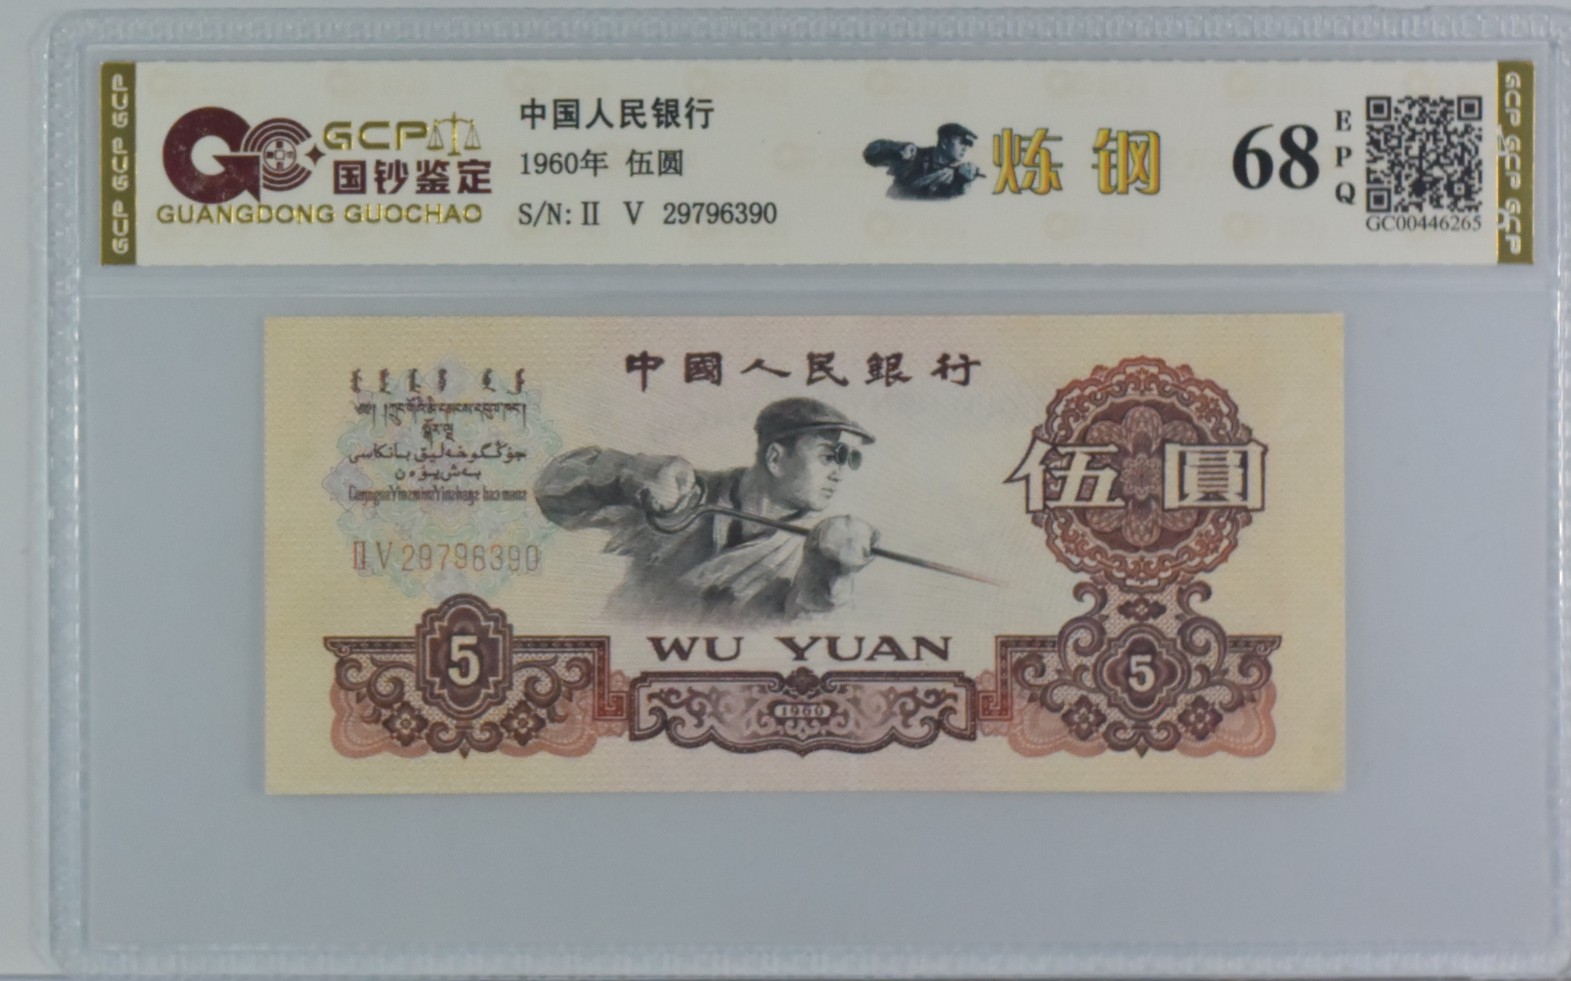 GCP GCP GCP
GCP
国钞鉴定
GUANGDONG GUOCHAO
中国人民银行
1960年 伍圆
S/N: II V 29796390
炼钢
68
EPQ
GC00446265
GCP GCP GCP
中國人民銀行
伍圓
II V 29796390
5
WU YUAN
5
1960